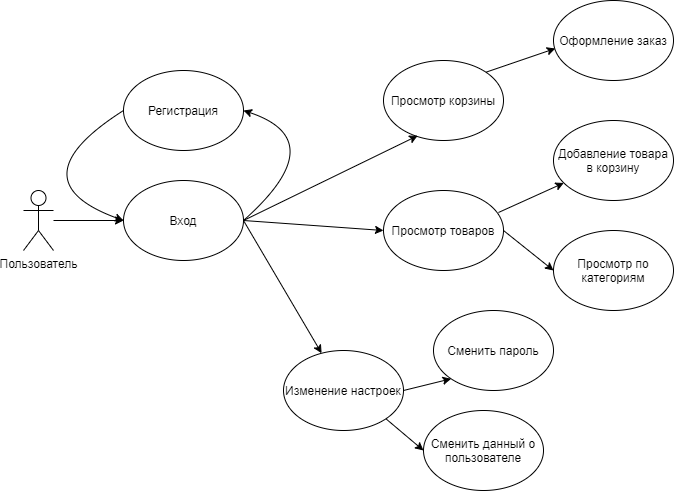 Оформление заказ
Просмотр корзины
Регистрация
Добавление товара
в корзину
Вход
Просмотр товаров
Пользователь
Просмотр по
категориям
Сменить пароль
Изменение настроек
Сменить данный о
пользователе